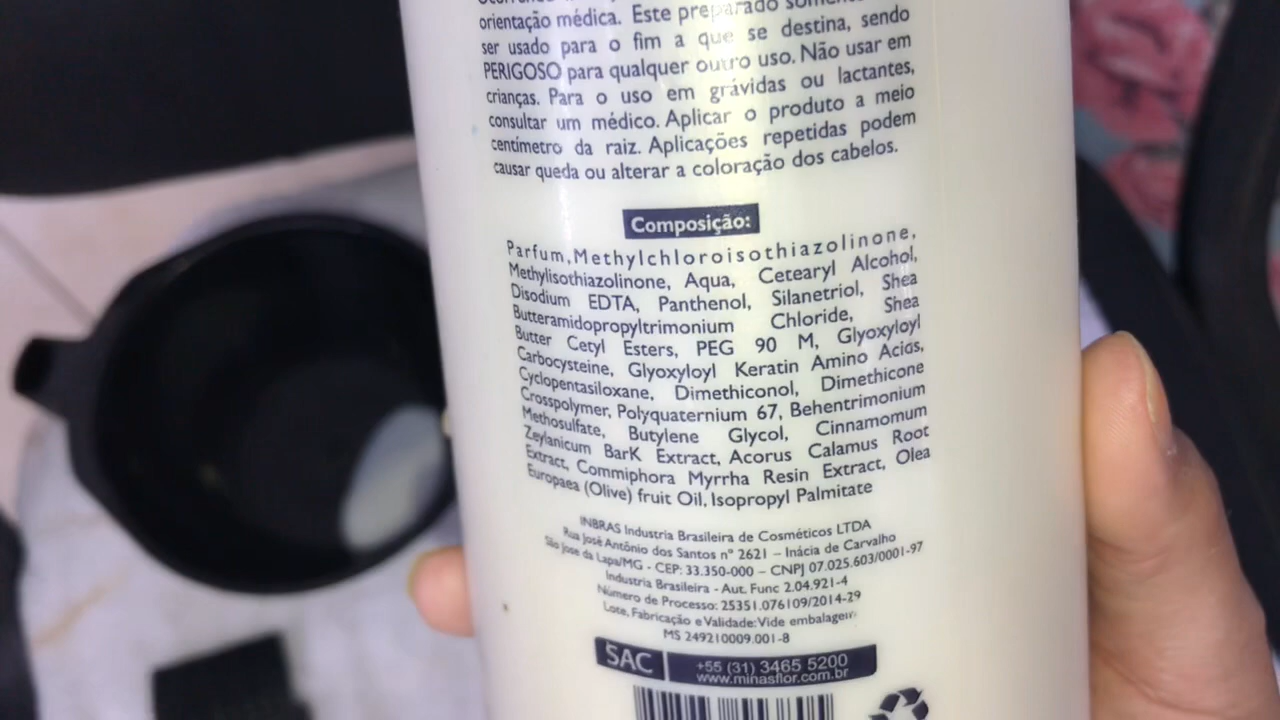 orientação médica. Este preparado
ser usado para o fim a que se destina, sendo
PERIGOSO para qualquer outro uso. Não usar em
crianças. Para o uso em grávidas ou lactantes,
consultar um médico. Aplicar o produto a meio
centímetro da raiz. Aplicações repetidas podem
causar queda ou alterar a coloração dos cabelos.
Composição:
Parfum, Methylchloroisothiazolinone,
Methylisothiazolinone, Aqua, Cetearyl Alcohol,
Disodium EDTA, Panthenol, Silanetriol, Shea
Butteramidopropyltrimonium Chloride, Shea
Butter Cetyl Esters, PEG 90 M, Glyoxyloyl
Carbocysteine, Glyoxyloyl Keratin Amino Acids,
Cyclopentasiloxane, Dimethiconol, Dimethicone
Crosspolymer, Polyquaternium 67, Behentrimonium
Methosulfate, Butylene Glycol, Cinnamomum
Zeylanicum BarK Extract, Acorus Calamus Root
Extract, Commiphora Myrrha Resin Extract, Olea
Europaea (Olive) fruit Oil, Isopropyl Palmitate
INBRAS Industria Brasileira de Cosméticos LTDA
Rua José Antônio dos Santos nº 2621 – Inácia de Carvalho
São Jose da Lapa/MG - CEP: 33.350-000 – CNPJ 07.025.603/0001-97
Industria Brasileira - Aut. Func 2.04.921-4
Número de Processo: 25351.076109/2014-29
Lote, Fabricação e Validade: Vide embalagem
MS 249210009.001-8
SAC +55 (31) 3465 5200
www.minasflor.com.br